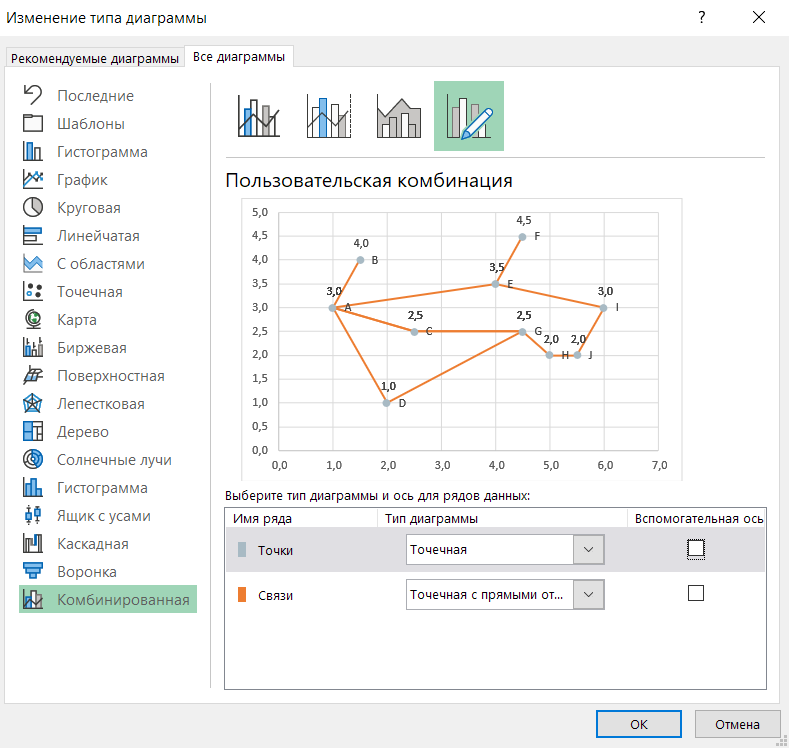 Изменение типа диаграммы
?
Рекомендуемые диаграммы
Все диаграммы
Последние
Шаблоны
Гистограмма
График
Круговая
Линейчатая
С областями
Точечная
Карта
Биржевая
Поверхностная
Лепестковая
Дерево
Солнечные лучи
Гистограмма
Ящик с усами
Каскадная
Воронка
Комбинированная
Пользовательская комбинация
5,0
4,5
4,0
3,5
3,0
2,5
2,0
1,5
1,0
0,5
0,0
0,0 1,0 2,0 3,0 4,0 5,0 6,0 7,0
4,5
F
4,0
B
3,5
E
3,0
A
3,0
I
2,5
C
2,5
G
2,0
H
2,0
J
1,0
D
Выберите тип диаграммы и ось для рядов данных:
Имя ряда Тип диаграммы Вспомогательная ось
Точки Точечная
Связи Точечная с прямыми от...
ОК Отмена